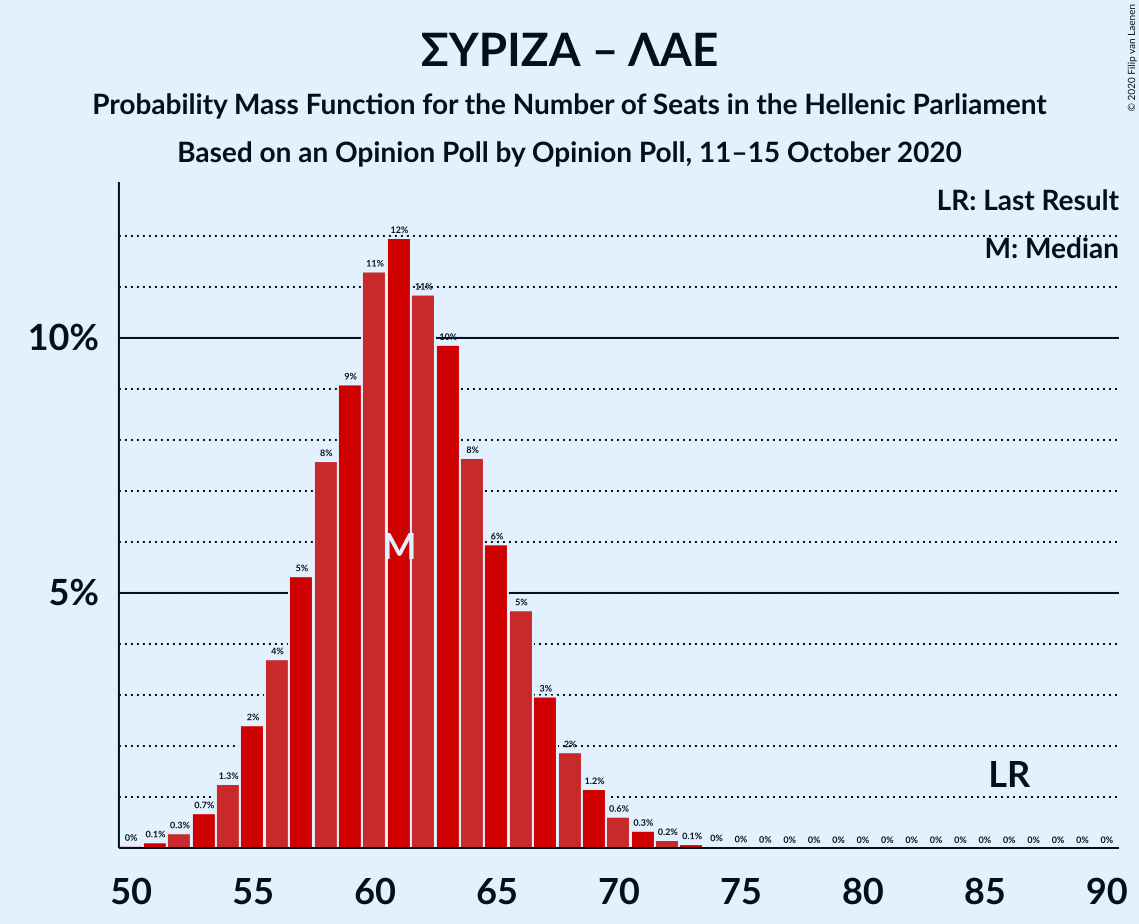 ΣΥΡΙΖΑ – ΛΑΕ
Probability Mass Function for the Number of Seats in the Hellenic Parliament
Based on an Opinion Poll by Opinion Poll, 11–15 October 2020
© 2020 Filip van Laenen
LR: Last Result
M: Median
10%
5%
0% 0.1% 0.3% 0.7% 1.3% 2% 4% 5% 8% 9% 11% 12% 11% 10% 8% 6% 5% 3% 2% 1.2% 0.6% 0.3% 0.2% 0.1% 0% 0% 0% 0% 0% 0% 0% 0% 0% 0% 0% 0% 0% 0% 0% 0% 0%
M
LR
50 55 60 65 70 75 80 85 90